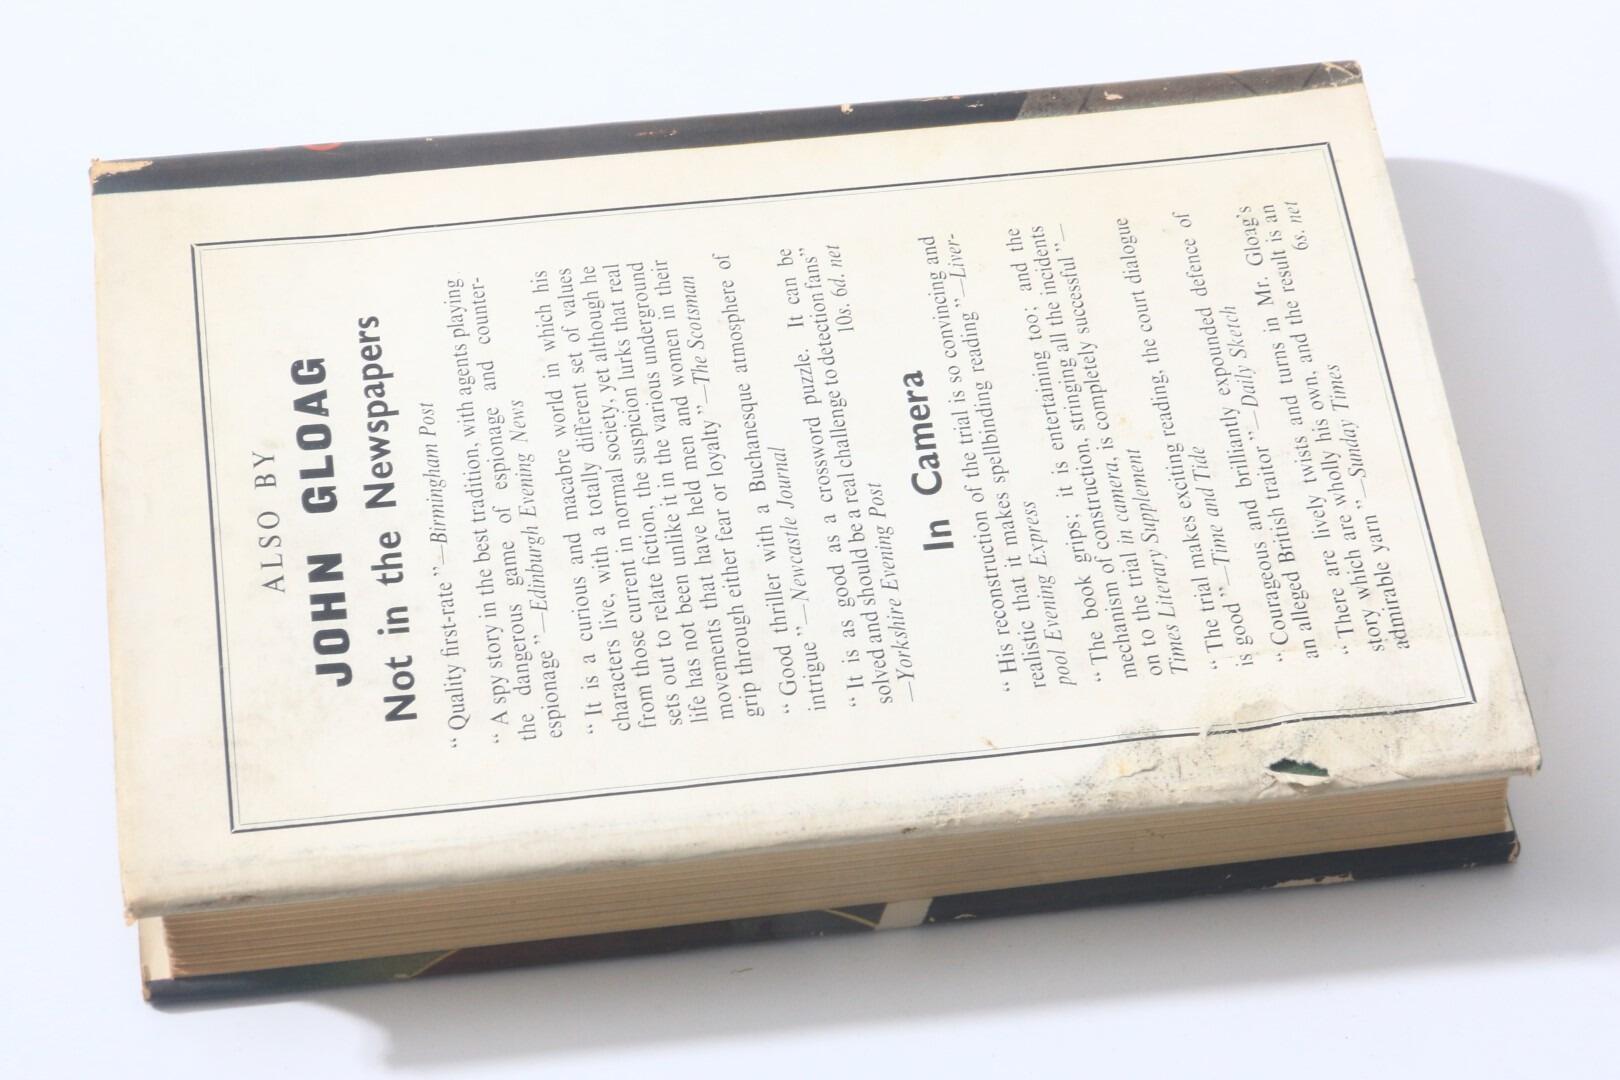 ALSO BY
JOHN GLOAG
Not in the Newspapers
“ Quality first-rate ”—Birmingham Post
“ A spy story in the best tradition, with agents playing
the dangerous game of espionage and counter-
espionage ”—Edinburgh Evening News
“ It is a curious and macabre world in which his
characters live, with a totally different set of values
from those current in normal society, yet although he
sets out to relate fiction, the suspicion lurks that real
life has not been unlike it in the various underground
movements that have held men and women in their
grip through either fear or loyalty ”—The Scotsman
“ Good thriller with a Buchanesque atmosphere of
intrigue ”—Newcastle Journal
“ It is as good as a crossword puzzle. It can be
solved and should be a real challenge to detection fans”
—Yorkshire Evening Post 10s. 6d. net
In Camera
“ His reconstruction of the trial is so convincing and
realistic that it makes spellbinding reading ”—Liver-
pool Evening Express
“ The book grips; it is entertaining too; and the
mechanism of construction, stringing all the incidents
on to the trial in camera, is completely successful ”—
Times Literary Supplement
“ The trial makes exciting reading, the court dialogue
is good ”—Time and Tide
“ Courageous and brilliantly expounded defence of
an alleged British traitor ”—Daily Sketch
“ There are lively twists and turns in Mr. Gloag's
story which are wholly his own, and the result is an
admirable yarn ”—Sunday Times 6s. net